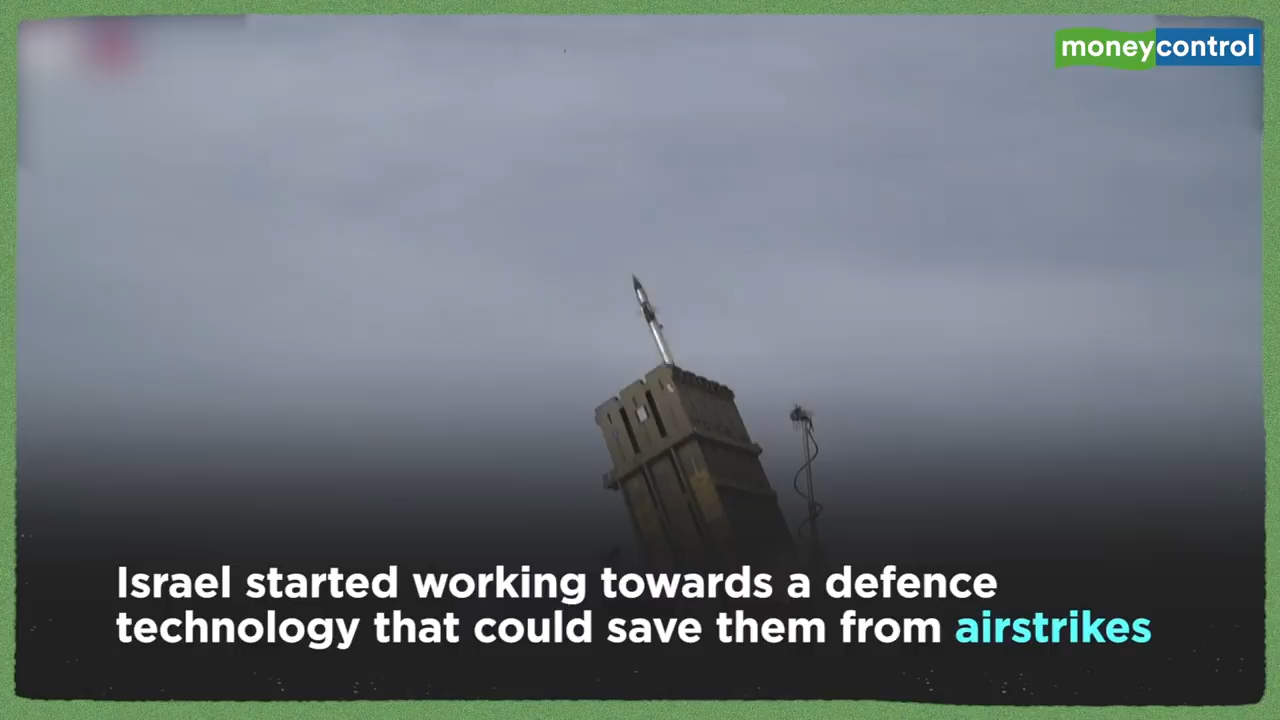 moneycontrol
Israel started working towards a defence
technology that could save them from airstrikes